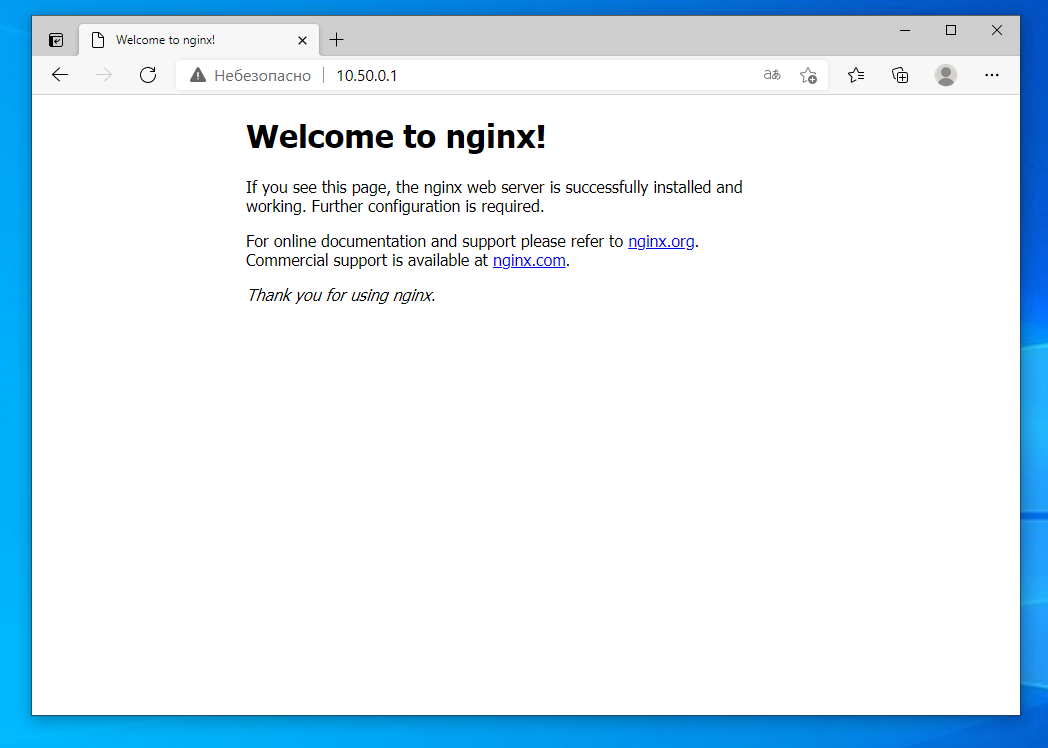 Welcome to nginx!
Небезопасно 10.50.0.1
Welcome to nginx!
If you see this page, the nginx web server is successfully installed and
working. Further configuration is required.
For online documentation and support please refer to nginx.org.
Commercial support is available at nginx.com.
Thank you for using nginx.